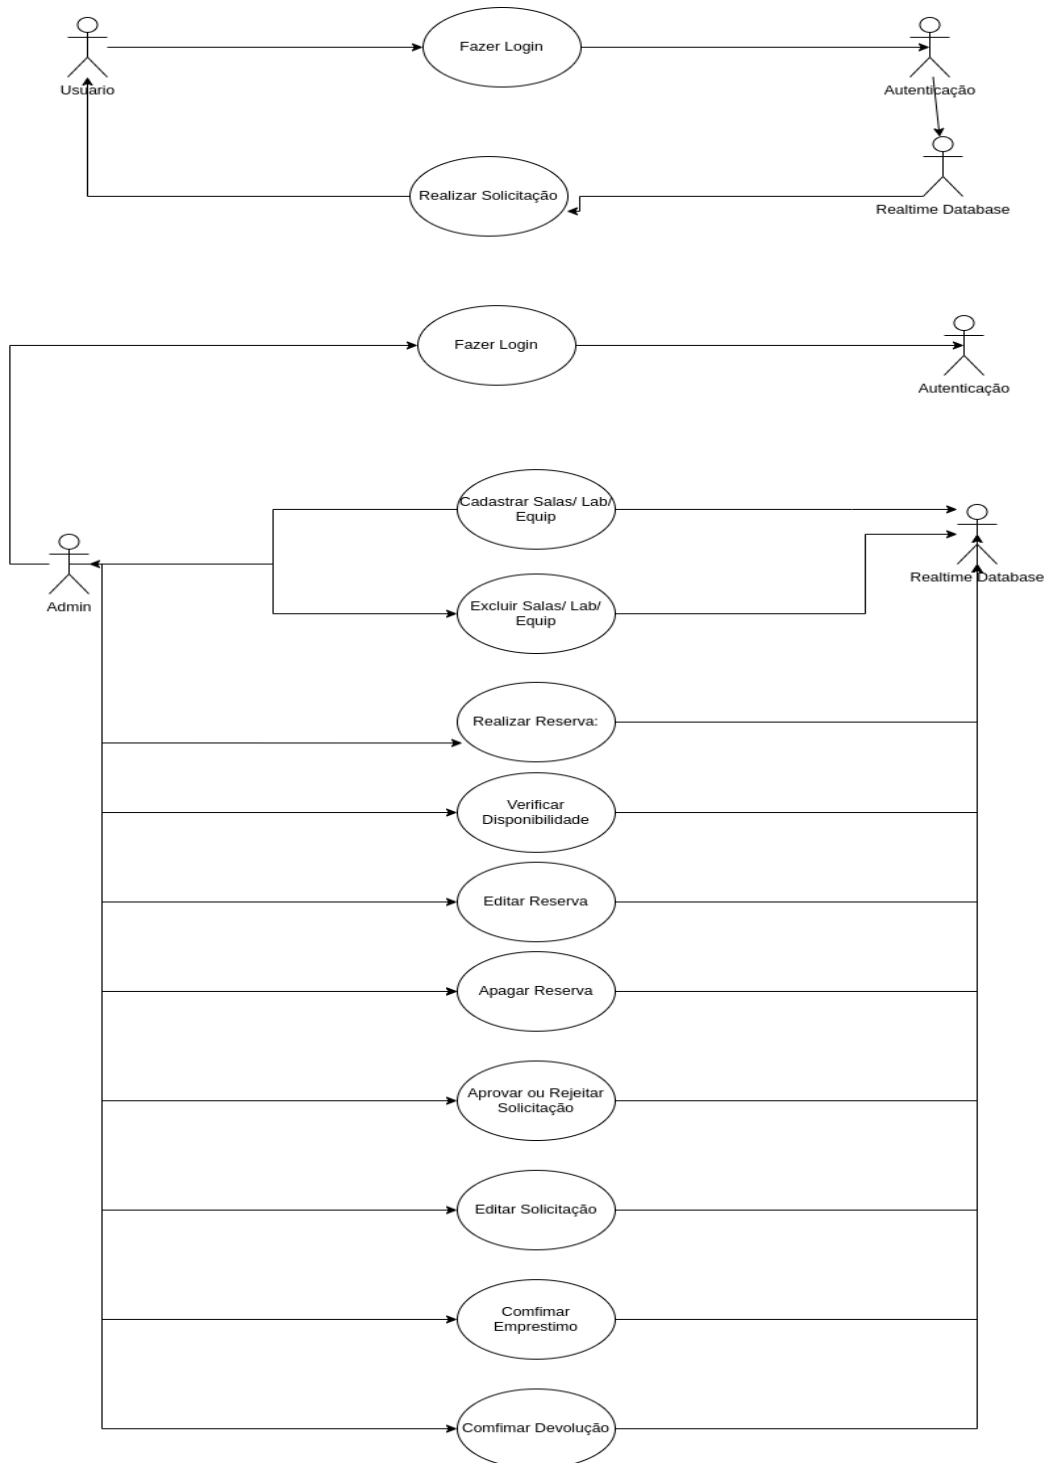 Fazer Login
Usuario
Autenticação
Realizar Solicitação
Realtime Database
Fazer Login
Autenticação
Cadastrar Salas/ Lab/
Equip
Realtime Database
Admin
Excluir Salas/ Lab/
Equip
Realizar Reserva:
Verificar
Disponibilidade
Editar Reserva
Apagar Reserva
Aprovar ou Rejeitar
Solicitação
Editar Solicitação
Comfimar
Emprestimo
Comfimar Devolução